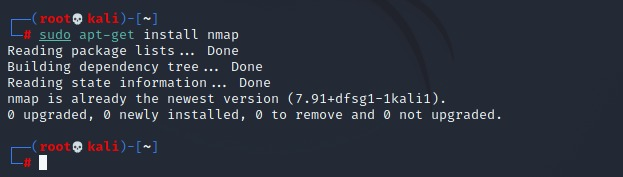 ┌──(root💀kali)-[~]
└─# sudo apt-get install nmap
Reading package lists... Done
Building dependency tree... Done
Reading state information... Done
nmap is already the newest version (7.91+dfsg1-1kali1).
0 upgraded, 0 newly installed, 0 to remove and 0 not upgraded.
┌──(root💀kali)-[~]
└─#